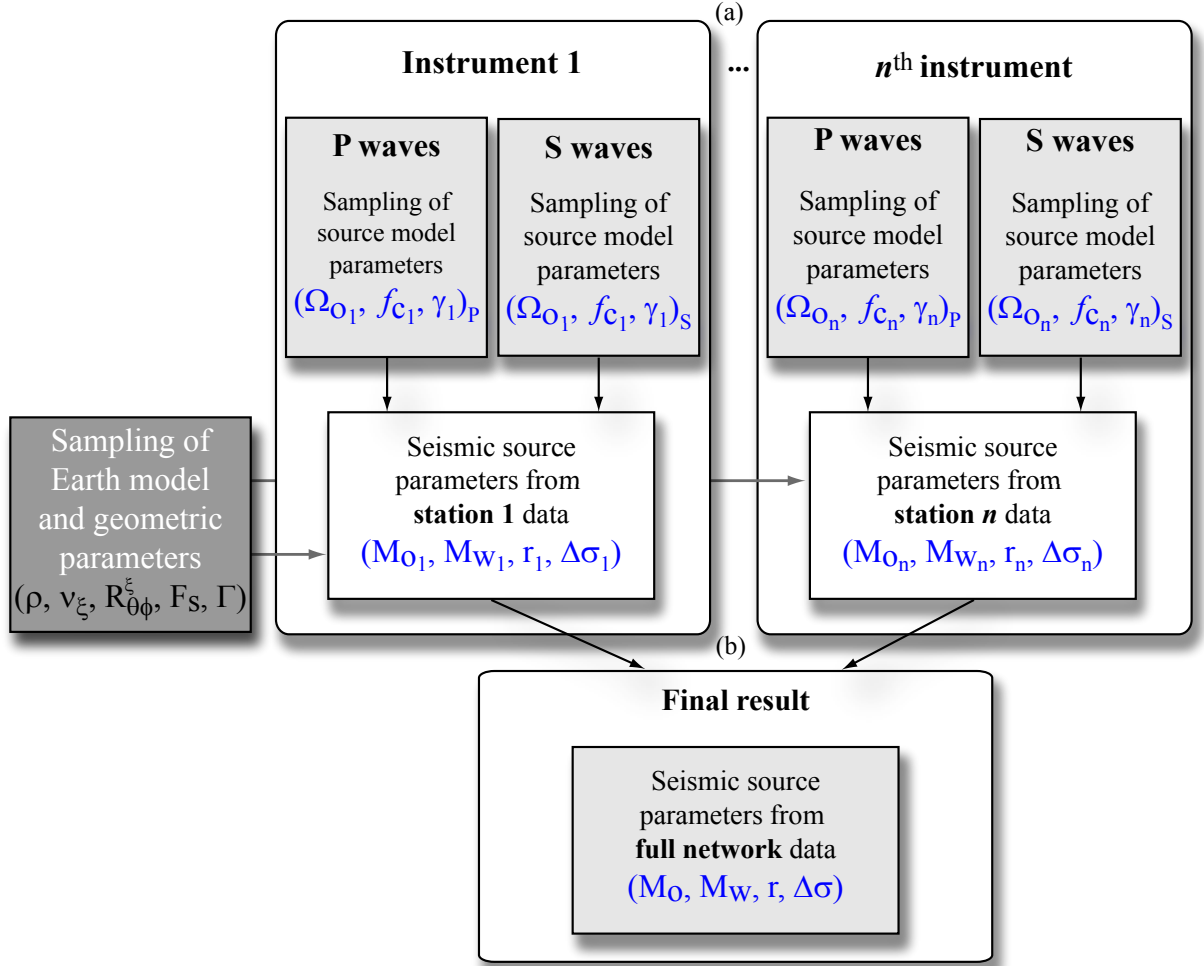 (a)
Instrument 1
...
nth instrument
P waves
Sampling of
source model
parameters
(Ωo1, fc1, γ1)P
S waves
Sampling of
source model
parameters
(Ωo1, fc1, γ1)S
P waves
Sampling of
source model
parameters
(Ωon, fcn, γn)P
S waves
Sampling of
source model
parameters
(Ωon, fcn, γn)S
Sampling of
Earth model
and geometric
parameters
(ρ, νξ, Rξθϕ, FS, Γ)
Seismic source
parameters from
station 1 data
(Mo1, Mw1, r1, Δσ1)
Seismic source
parameters from
station n data
(Mon, Mwn, rn, Δσn)
(b)
Final result
Seismic source
parameters from
full network data
(Mo, Mw, r, Δσ)